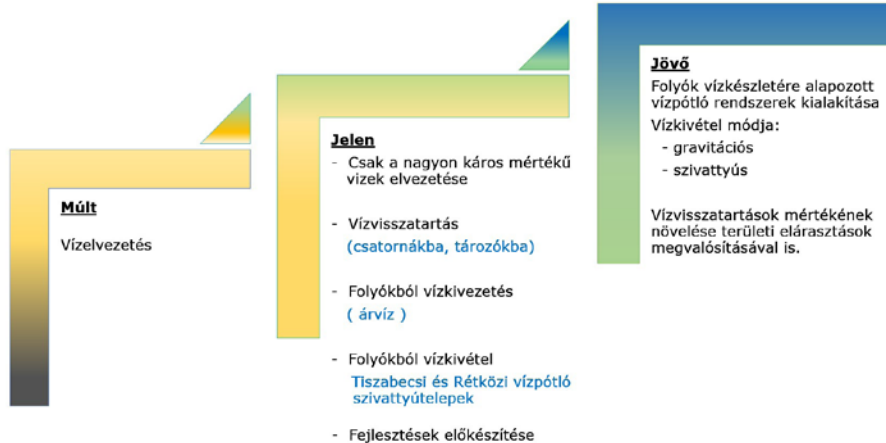 Múlt
Vízelvezetés
Jelen
- Csak a nagyon káros mértékű
vizek elvezetése
- Vízvisszatartás
(csatornákba, tározókba)
- Folyókból vízkivezetés
( árvíz )
- Folyókból vízkivétel
Tiszabecsi és Rétközi vízpótló
szivattyútelepek
- Fejlesztések előkészítése
Jövő
Folyók vízkészletére alapozott
vízpótló rendszerek kialakítása
Vízkivétel módja:
- gravitációs
- szivattyús
Vízvisszatartások mértékének
növelése területi elárasztások
megvalósításával is.